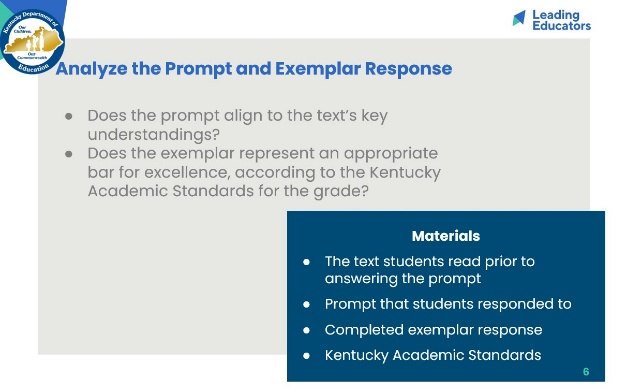 Kentucky Department of
Our
Children,
Our
Commonwealth
Education
Leading
Educators
Analyze the Prompt and Exemplar Response
● Does the prompt align to the text's key
understandings?
● Does the exemplar represent an appropriate
bar for excellence, according to the Kentucky
Academic Standards for the grade?
Materials
● The text students read prior to
answering the prompt
● Prompt that students responded to
● Completed exemplar response
● Kentucky Academic Standards
6